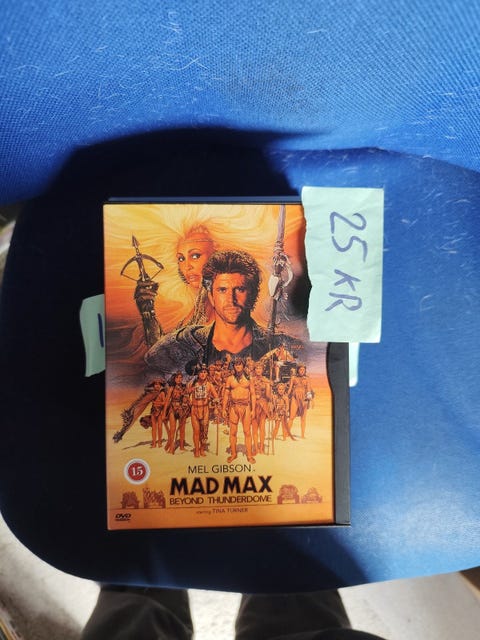 25 KR
15
MEL GIBSON
MAD MAX
BEYOND THUNDERDOME
starring TINA TURNER
DVD